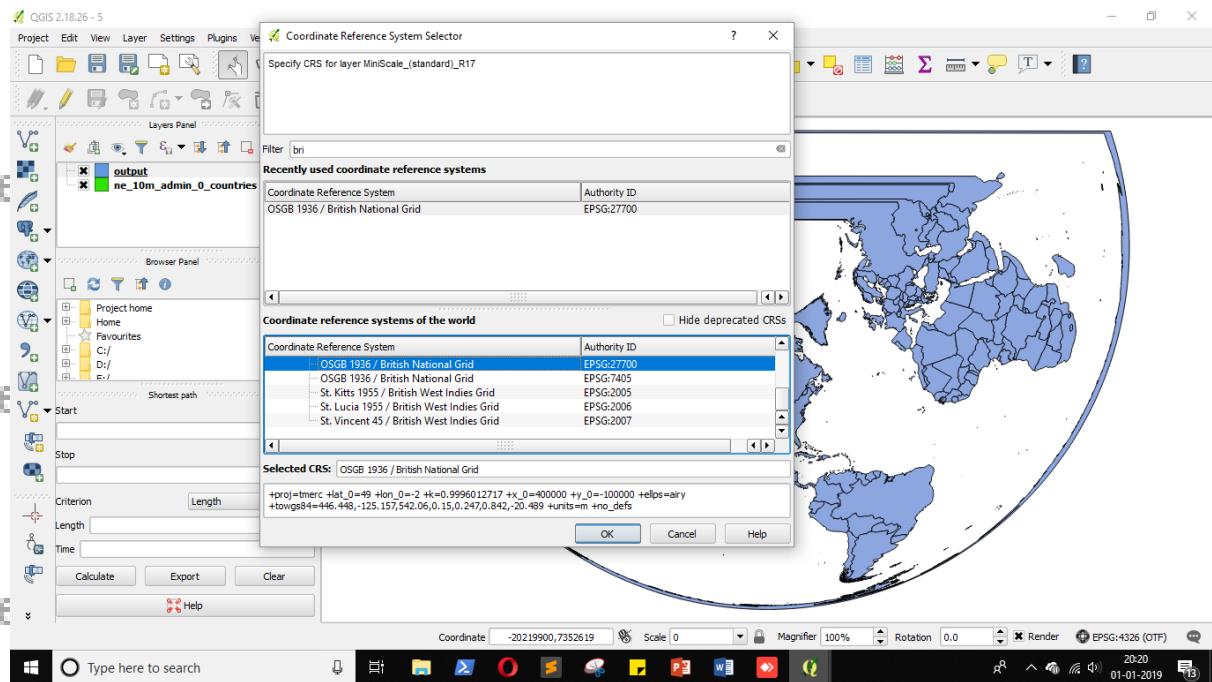 QGIS 2.18.26 - 5
Project Edit View Layer Settings Plugins Ve
Coordinate Reference System Selector
?
Specify CRS for layer MiniScale_(standard)_R17
Filter bri
Recently used coordinate reference systems
Coordinate Reference System Authority ID
OSGB 1936 / British National Grid EPSG:27700
Coordinate reference systems of the world Hide deprecated CRSs
Coordinate Reference System Authority ID
OSGB 1936 / British National Grid EPSG:27700
OSGB 1936 / British National Grid EPSG:7405
St. Kitts 1955 / British West Indies Grid EPSG:2005
St. Lucia 1955 / British West Indies Grid EPSG:2006
St. Vincent 45 / British West Indies Grid EPSG:2007
Selected CRS: OSGB 1936 / British National Grid
+proj=tmerc +lat_0=49 +lon_0=-2 +k=0.9996012717 +x_0=400000 +y_0=-100000 +ellps=airy
+towgs84=446.448,-125.157,542.06,0.15,0.247,0.842,-20.489 +units=m +no_defs
OK Cancel Help
Layers Panel
output
ne_10m_admin_0_countries
Browser Panel
Project home
Home
Favourites
C:/
D:/
Shortest path
Start
Stop
Criterion Length
Length
Time
Calculate Export Clear
Help
Coordinate -20219900,7352619 Scale 0 Magnifier 100% Rotation 0.0 Render EPSG:4326 (OTF)
Type here to search
20:20
01-01-2019
13